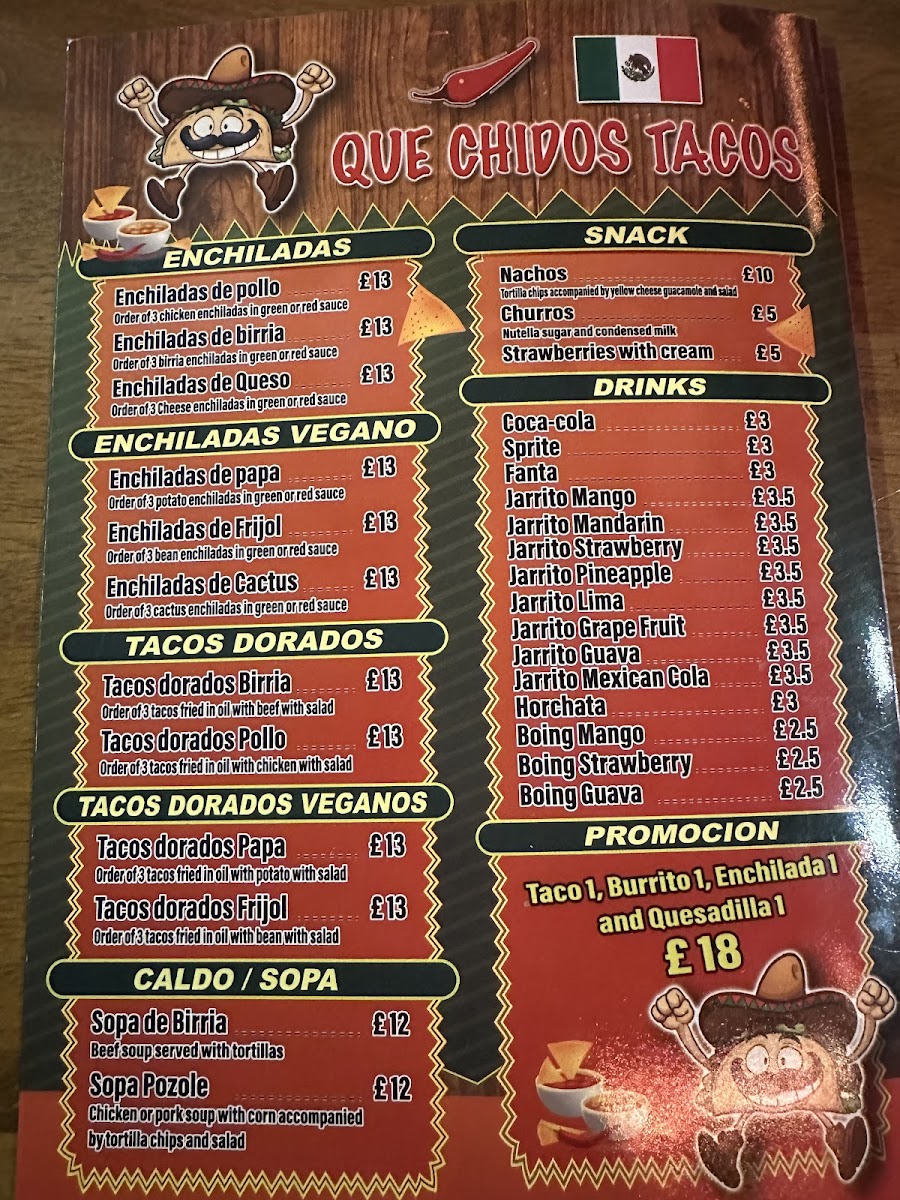 QUE CHIDOS TACOS
ENCHILADAS
Enchiladas de pollo £13
Order of 3 chicken enchiladas in green or red sauce
Enchiladas de birria £13
Order of 3 birria enchiladas in green or red sauce
Enchiladas de Queso £13
Order of 3 Cheese enchiladas in green or red sauce
ENCHILADAS VEGANO
Enchiladas de papa £13
Order of 3 potato enchiladas in green or red sauce
Enchiladas de Frijol £13
Order of 3 bean enchiladas in green or red sauce
Enchiladas de Cactus £13
Order of 3 cactus enchiladas in green or red sauce
TACOS DORADOS
Tacos dorados Birria £13
Order of 3 tacos fried in oil with beef with salad
Tacos dorados Pollo £13
Order of 3 tacos fried in oil with chicken with salad
TACOS DORADOS VEGANOS
Tacos dorados Papa £13
Order of 3 tacos fried in oil with potato with salad
Tacos dorados Frijol £13
Order of 3 tacos fried in oil with bean with salad
CALDO / SOPA
Sopa de Birria £12
Beef soup served with tortillas
Sopa Pozole £12
Chicken or pork soup with corn accompanied
by tortilla chips and salad
SNACK
Nachos £10
Tortilla chips accompanied by yellow cheese guacamole and salad
Churros £5
Nutella sugar and condensed milk
Strawberries with cream £5
DRINKS
Coca-cola £3
Sprite £3
Fanta £3
Jarrito Mango £3.5
Jarrito Mandarin £3.5
Jarrito Strawberry £3.5
Jarrito Pineapple £3.5
Jarrito Lima £3.5
Jarrito Grape Fruit £3.5
Jarrito Guava £3.5
Jarrito Mexican Cola £3.5
Horchata £3
Boing Mango £2.5
Boing Strawberry £2.5
Boing Guava £2.5
PROMOCION
Taco 1, Burrito 1, Enchilada 1
and Quesadilla 1
£18